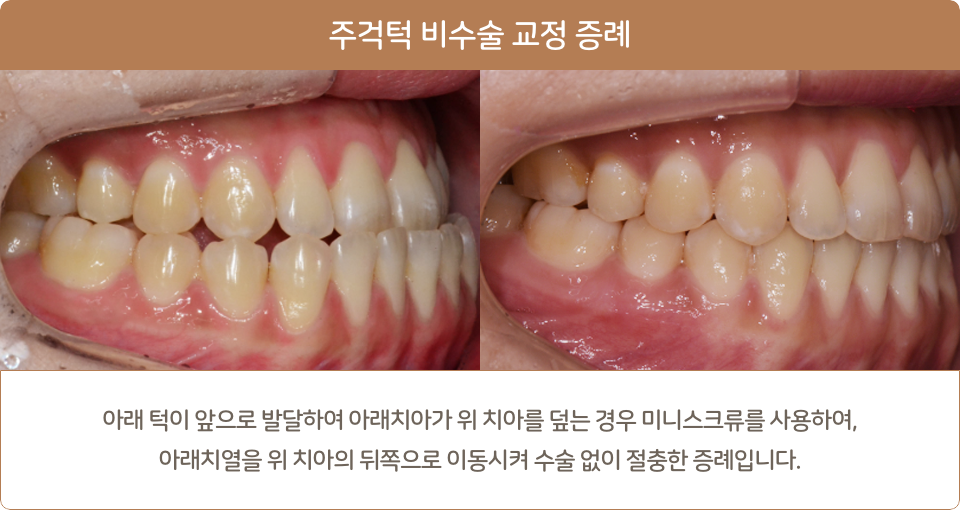 주걱턱 비수술 교정 증례
아래 턱이 앞으로 발달하여 아래치아가 위 치아를 덮는 경우 미니스크류를 사용하여,
아래치열을 위 치아의 뒤쪽으로 이동시켜 수술 없이 절충한 증례입니다.